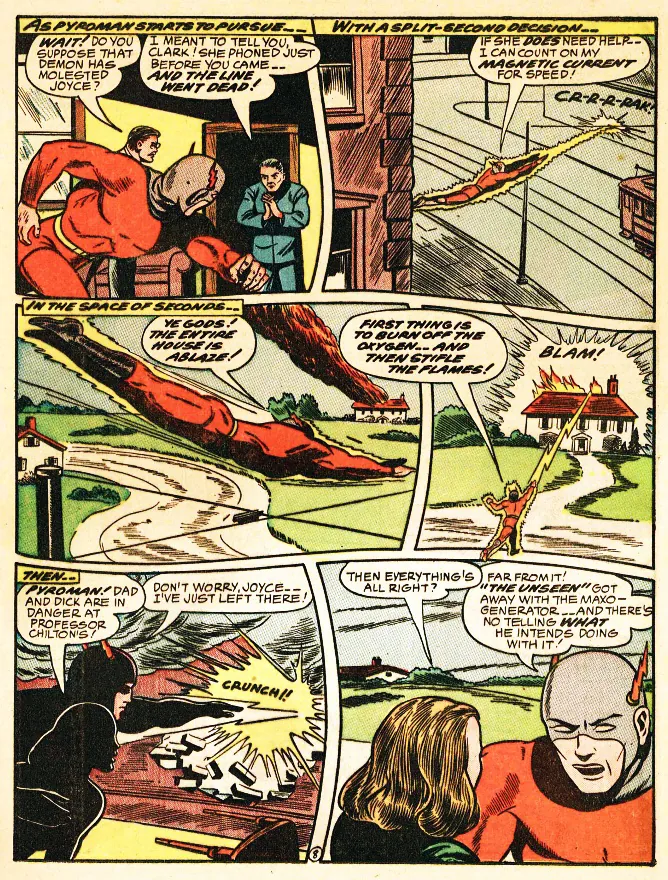 AS PYROMAN STARTS TO PURSUE---
WAIT! DO YOU
SUPPOSE THAT
DEMON HAS
MOLESTED
JOYCE?
I MEANT TO TELL YOU,
CLARK! SHE PHONED JUST
BEFORE YOU CAME--
AND THE LINE
WENT DEAD!
WITH A SPLIT-SECOND DECISION--
IF SHE DOES NEED HELP--
I CAN COUNT ON MY
MAGNETIC CURRENT
FOR SPEED!
CR-R-R-RAK!
IN THE SPACE OF SECONDS--
YE GODS!
THE ENTIRE
HOUSE IS
ABLAZE!
FIRST THING IS
TO BURN OFF THE
OXYGEN... AND
THEN STIFLE
THE FLAMES!
BLAM!
THEN--
PYROMAN! DAD
AND DICK ARE IN
DANGER AT
PROFESSOR
CHILTON'S!
DON'T WORRY, JOYCE---
I'VE JUST LEFT THERE!
CRUNCH!!
THEN EVERYTHING'S
ALL RIGHT?
FAR FROM IT!
"THE UNSEEN" GOT
AWAY WITH THE MAXO-
GENERATOR---AND THERE'S
NO TELLING WHAT
HE INTENDS DOING
WITH IT!
8